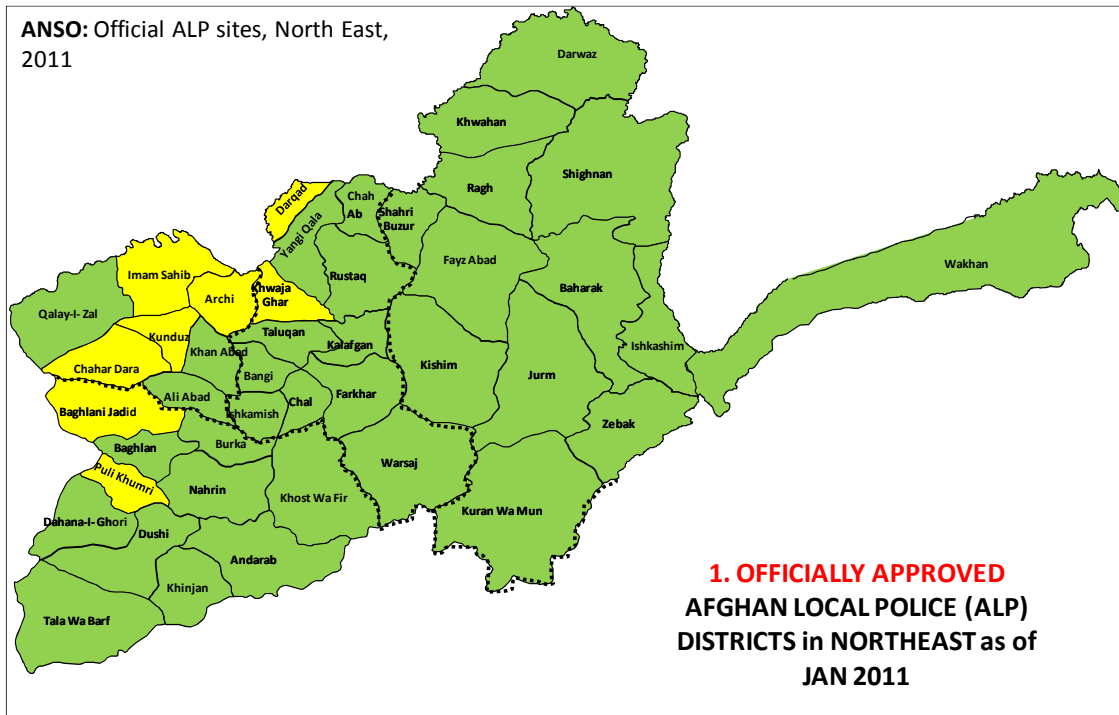 ANSO: Official ALP sites, North East,
2011
Darwaz
Khwahan
Shighnan
Ragh
Darqad
Chah
Ab
Shahri
Buzur
Yangi Qala
Fayz Abad
Wakhan
Imam Sahib
Rustaq
Khwaja
Ghar
Archi
Baharak
Qalay-I- Zal
Kunduz
Taluqan
Kalafgan
Khan Abad
Ishkashim
Chahar Dara
Bangi
Kishim
Jurm
Ali Abad
Chal
Farkhar
Baghlani Jadid
Ishkamish
Zebak
Burka
Baghlan
Warsaj
Puli Khumri
Nahrin
Khost Wa Fir
Kuran Wa Mun
Dahana-I- Ghori
Dushi
Andarab
Khinjan
Tala Wa Barf
1. OFFICIALLY APPROVED
AFGHAN LOCAL POLICE (ALP)
DISTRICTS in NORTHEAST as of
JAN 2011